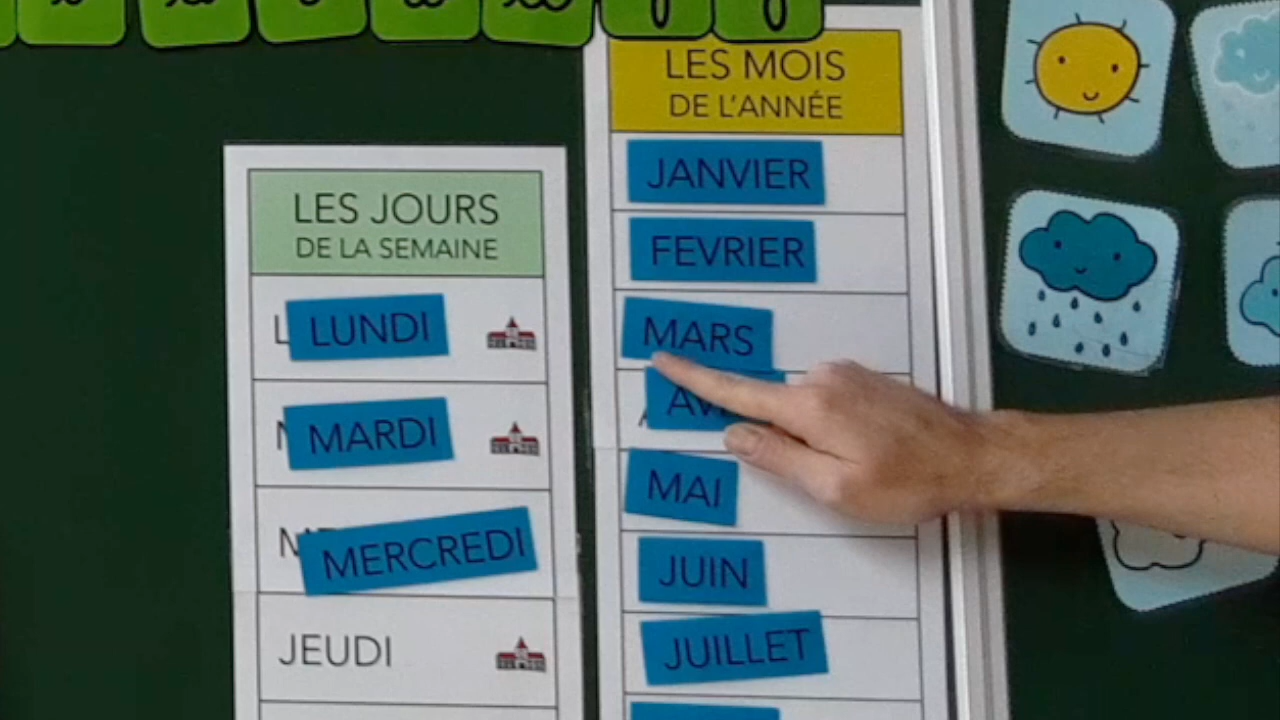 LES JOURS
DE LA SEMAINE
LUNDI
MARDI
MERCREDI
JEUDI
LES MOIS
DE L'ANNÉE
JANVIER
FEVRIER
MARS
MAI
JUIN
JUILLET